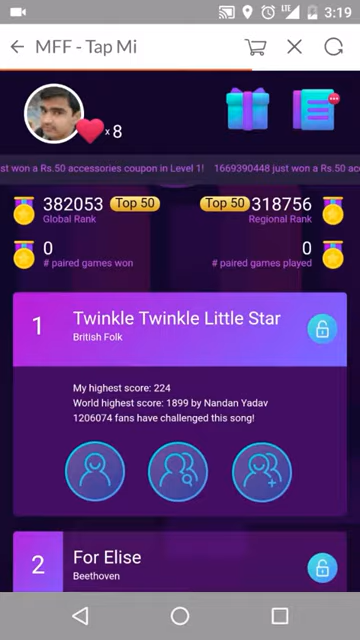 LTE 3:19
MFF - Tap Mi
x 8
st won a Rs.50 accessories coupon in Level 1! 1669390448 just won a Rs.50 ac
382053 Top 50 Top 50 318756
Global Rank Regional Rank
0 0
# paired games won # paired games played
1 Twinkle Twinkle Little Star
British Folk
My highest score: 224
World highest score: 1899 by Nandan Yadav
1206074 fans have challenged this song!
2 For Elise
Beethoven